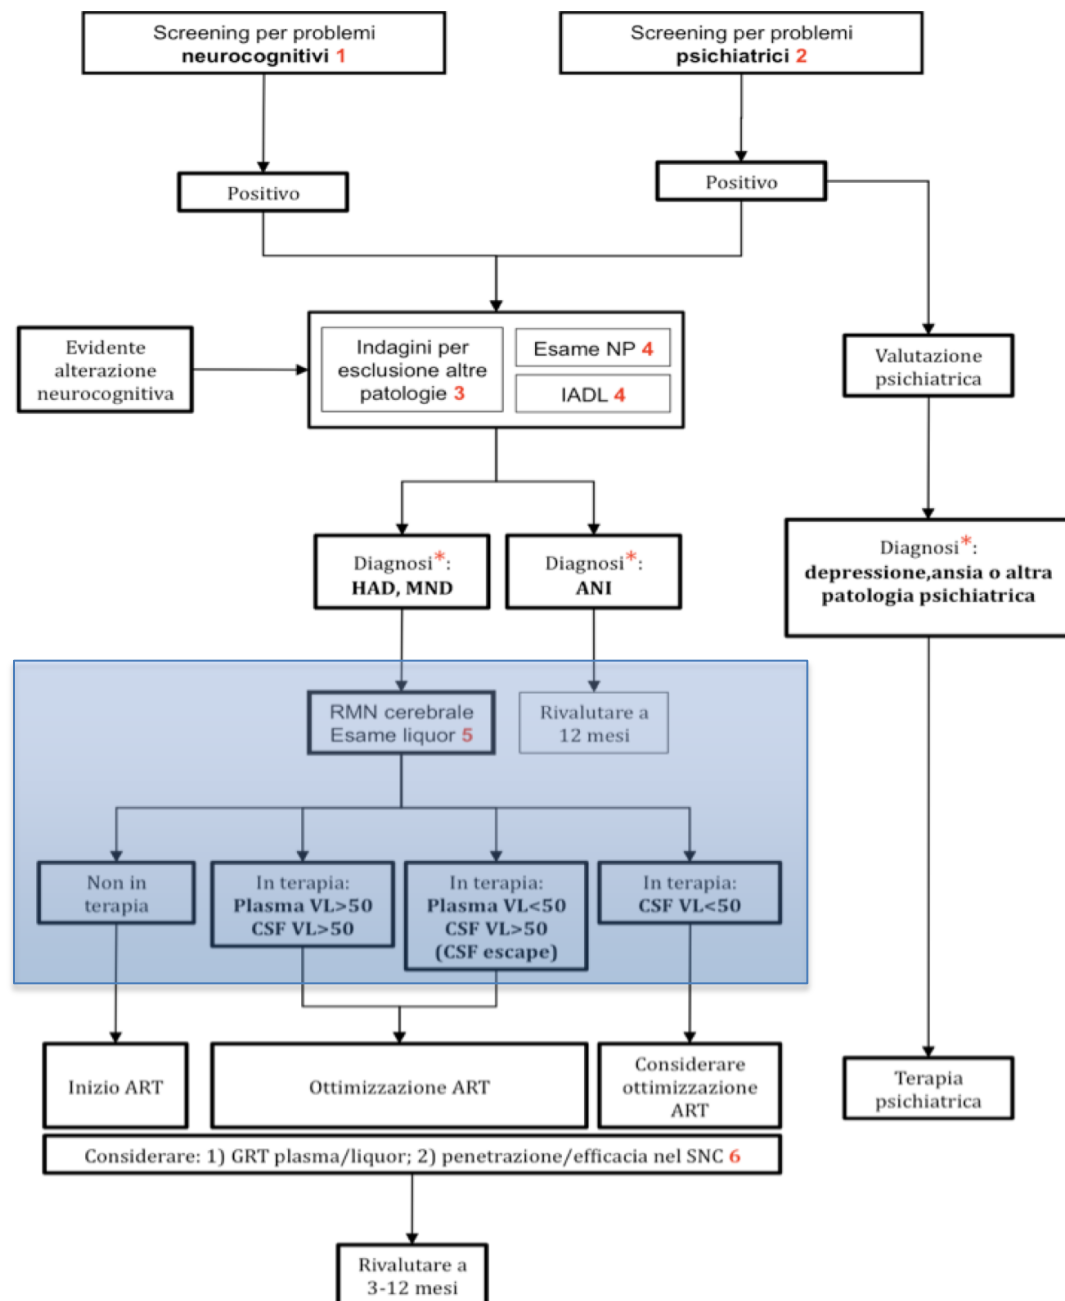 Screening per problemi
neurocognitivi 1
Screening per problemi
psichiatrici 2
Positivo
Positivo
Evidente
alterazione
neurocognitiva
Indagini per
esclusione altre
patologie 3
Esame NP 4
IADL 4
Valutazione
psichiatrica
Diagnosi*:
HAD, MND
Diagnosi*:
ANI
Diagnosi*:
depressione,ansia o altra
patologia psichiatrica
RMN cerebrale
Esame liquor 5
Rivalutare a
12 mesi
Non in
terapia
In terapia:
Plasma VL>50
CSF VL>50
In terapia:
Plasma VL<50
CSF VL>50
(CSF escape)
In terapia:
CSF VL<50
Inizio ART
Ottimizzazione ART
Considerare
ottimizzazione
ART
Terapia
psichiatrica
Considerare: 1) GRT plasma/liquor; 2) penetrazione/efficacia nel SNC 6
Rivalutare a
3-12 mesi